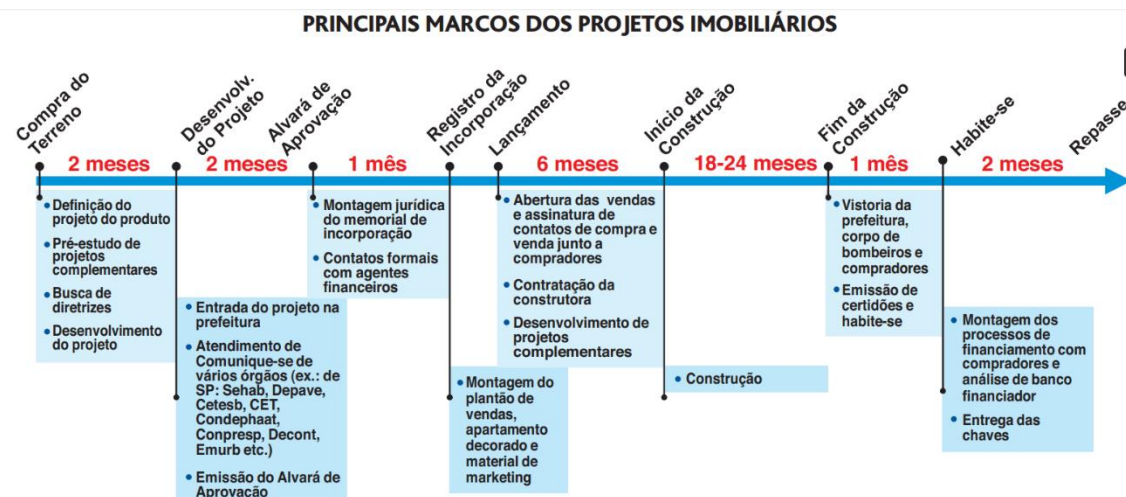 PRINCIPAIS MARCOS DOS PROJETOS IMOBILIÁRIOS
Compra do
Terreno
Desenvolv.
do Projeto
Alvará de
Aprovação
Registro da
Incorporação
Lançamento
Início da
Construção
Fim da
Construção
Habite-se
Repasse
2 meses
2 meses
1 mês
6 meses
18-24 meses
1 mês
2 meses
• Definição do
projeto do produto
• Pré-estudo de
projetos
complementares
• Busca de
diretrizes
• Desenvolvimento
do projeto
• Entrada do projeto na
prefeitura
• Atendimento de
Comunique-se de
vários órgãos (ex.: de
SP: Sehab, Depave,
Cetesb, CET,
Condephaat,
Conpresp, Decont,
Emurb etc.)
• Emissão do Alvará de
Aprovação
• Montagem jurídica
do memorial de
incorporação
• Contatos formais
com agentes
financeiros
• Montagem do
plantão de
vendas,
apartamento
decorado e
material de
marketing
• Abertura das vendas
e assinatura de
contatos de compra e
venda junto a
compradores
• Contratação da
construtora
• Desenvolvimento de
projetos
complementares
• Construção
• Vistoria da
prefeitura,
corpo de
bombeiros e
compradores
• Emissão de
certidões e
habite-se
• Montagem dos
processos de
financiamento com
compradores e
análise de banco
financiador
• Entrega das
chaves